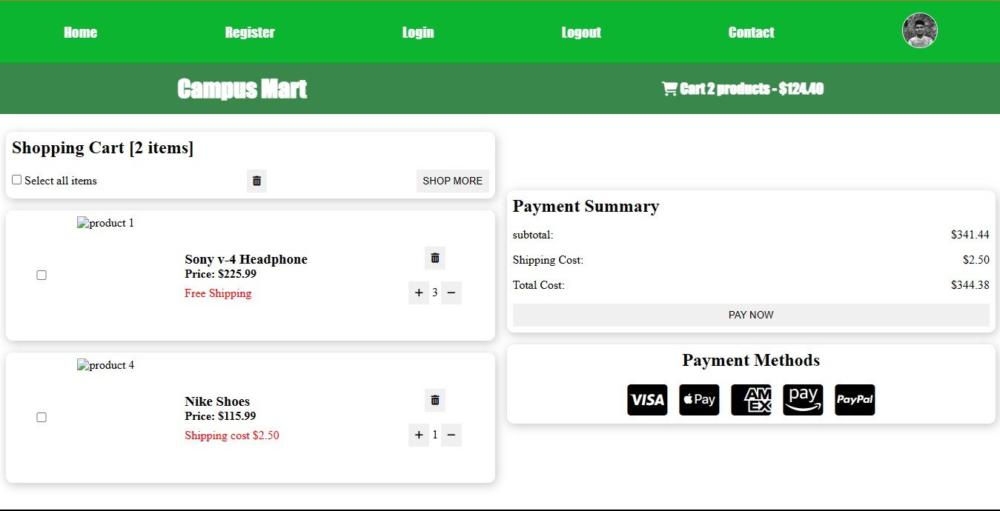 Home Register Login Logout Contact
Campus Mart
Cart 2 products - $124.40
Shopping Cart [2 items]
Select all items
SHOP MORE
product 1
Sony v-4 Headphone
Price: $225.99
Free Shipping
+ 3 −
product 4
Nike Shoes
Price: $115.99
Shipping cost $2.50
+ 1 −
Payment Summary
subtotal: $341.44
Shipping Cost: $2.50
Total Cost: $344.38
PAY NOW
Payment Methods
VISA Pay AM EX pay PayPal